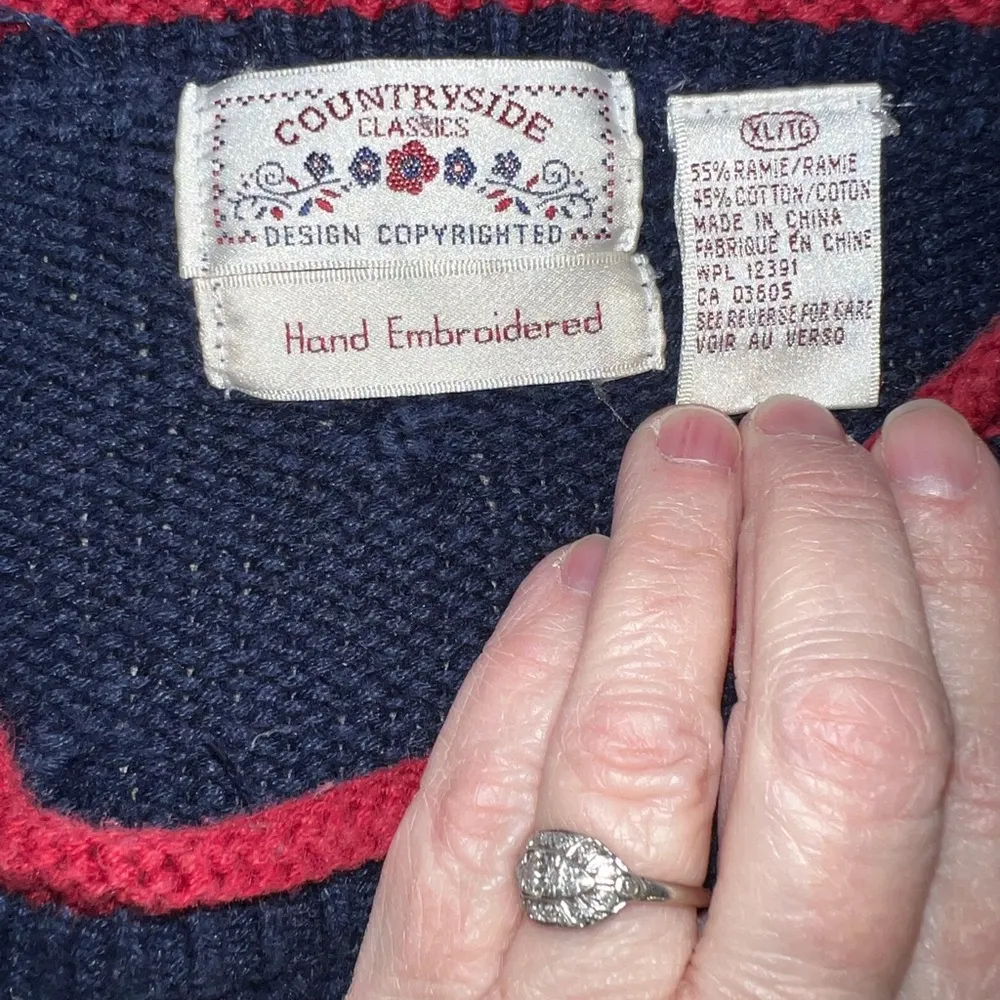 COUNTRYSIDE
CLASSICS
DESIGN COPYRIGHTED
Hand Embroidered
XL/TG
55% RAMIE/RAMIE
45% COTTON/COTON
MADE IN CHINA
FABRIQUE EN CHINE
WPL 12391
CA 03605
SEE REVERSE FOR CARE
VOIR AU VERSO